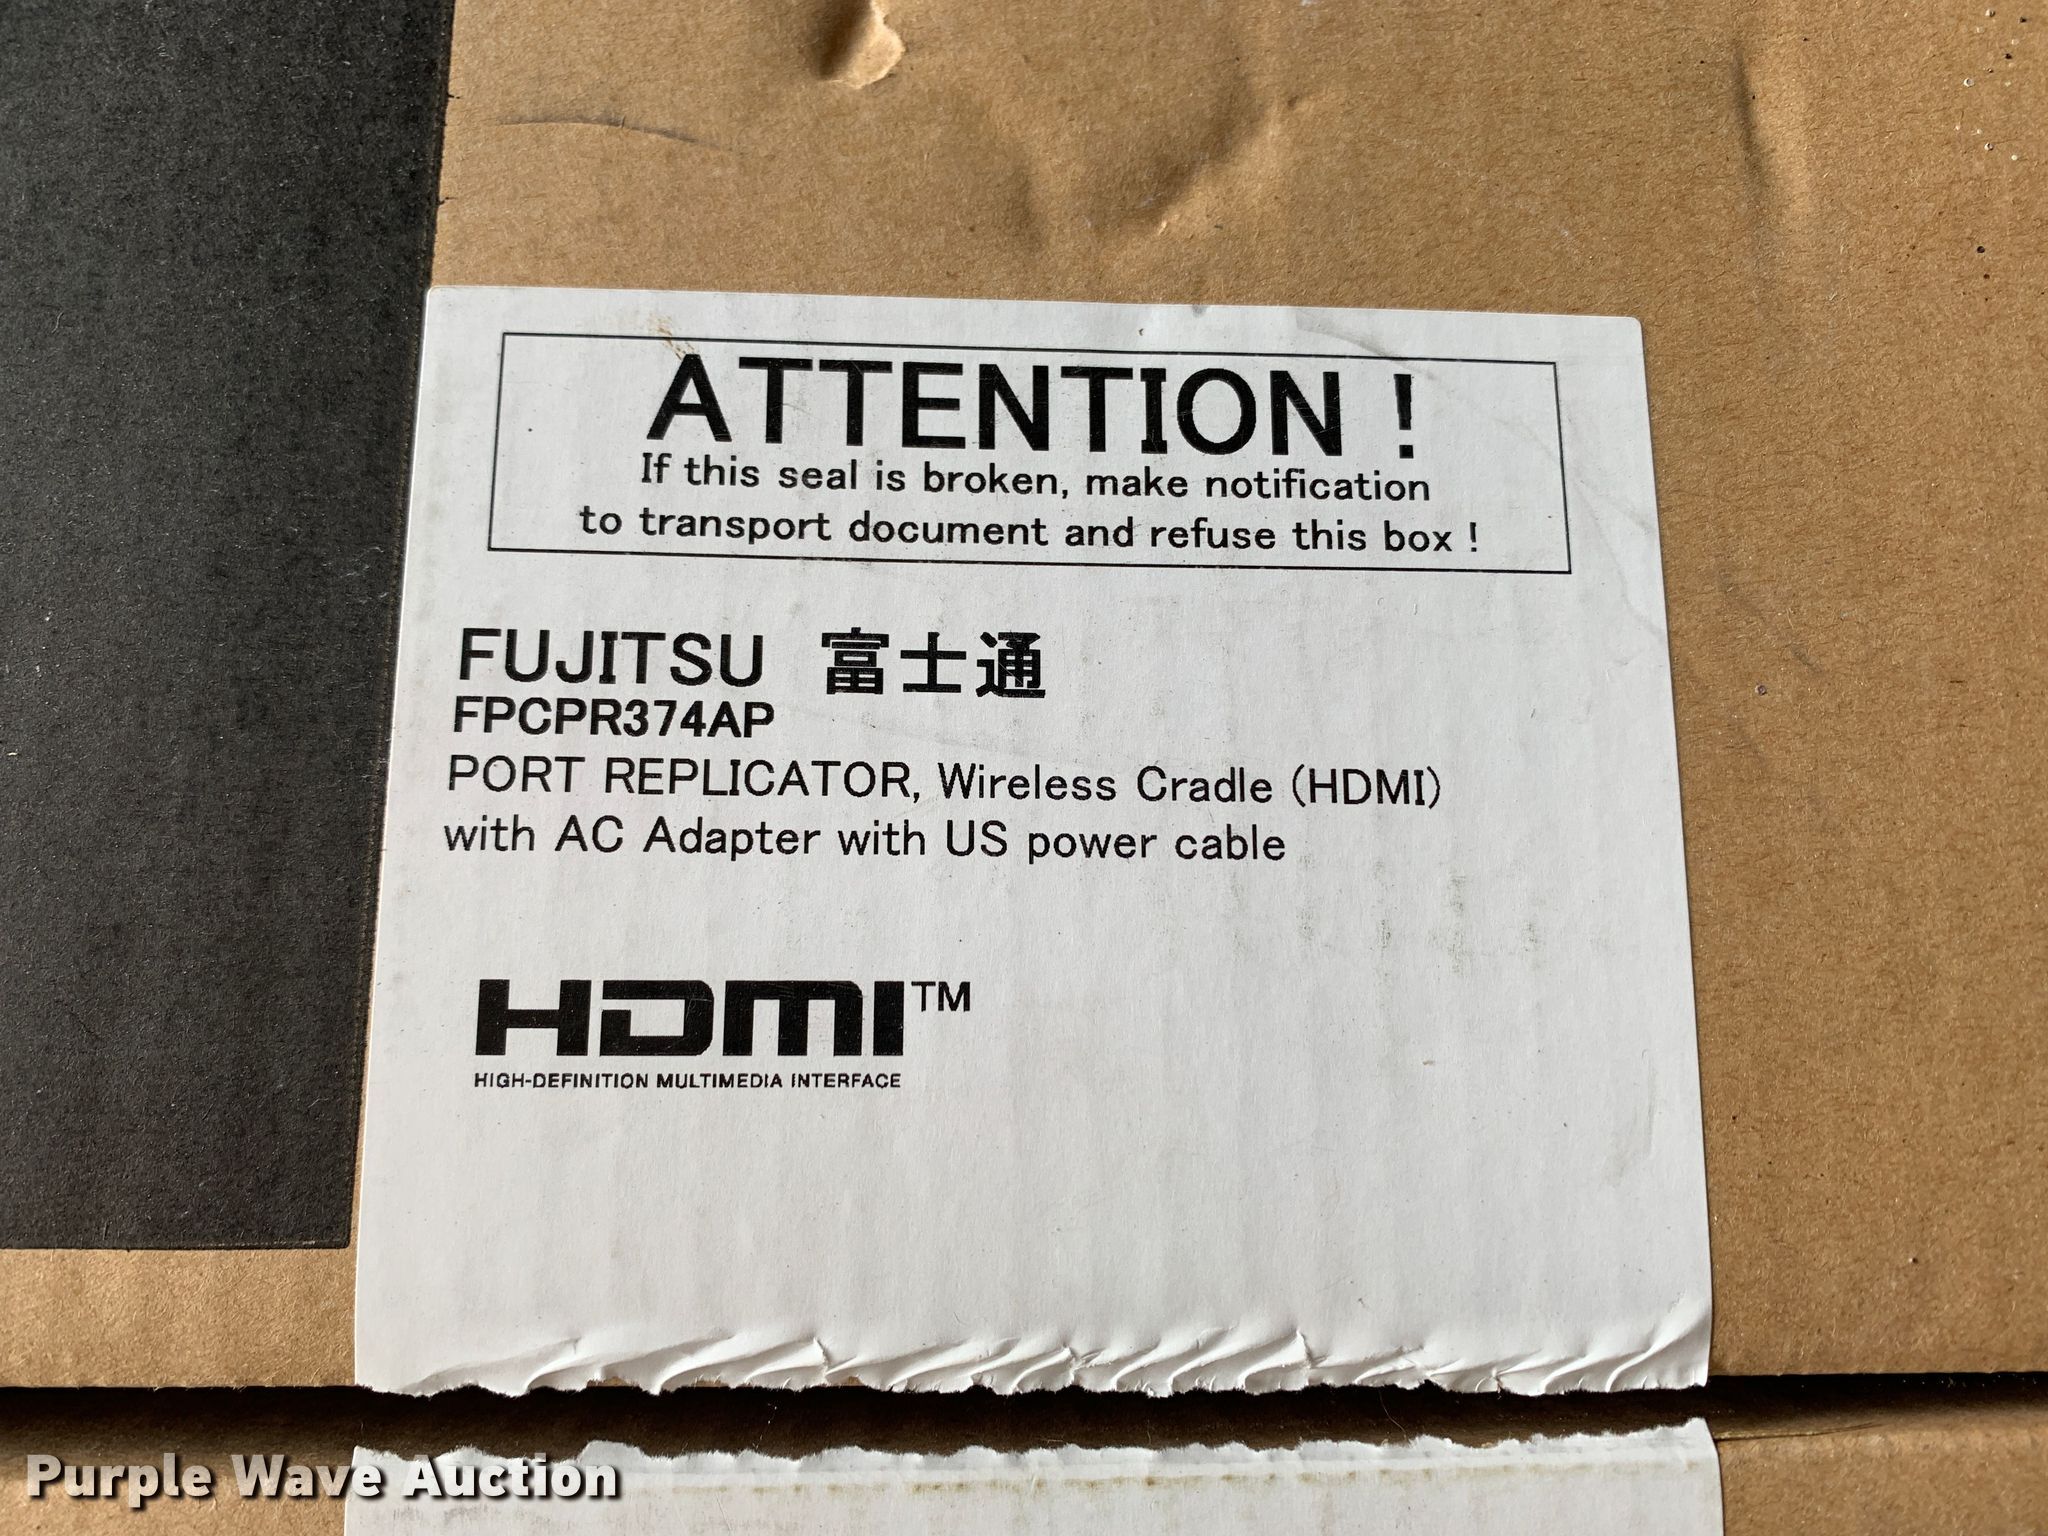 ATTENTION !
If this seal is broken, make notification
to transport document and refuse this box !
FUJITSU 富士通
FPCPR374AP
PORT REPLICATOR, Wireless Cradle (HDMI)
with AC Adapter with US power cable
HDMI™
HIGH-DEFINITION MULTIMEDIA INTERFACE
Purple Wave Auction